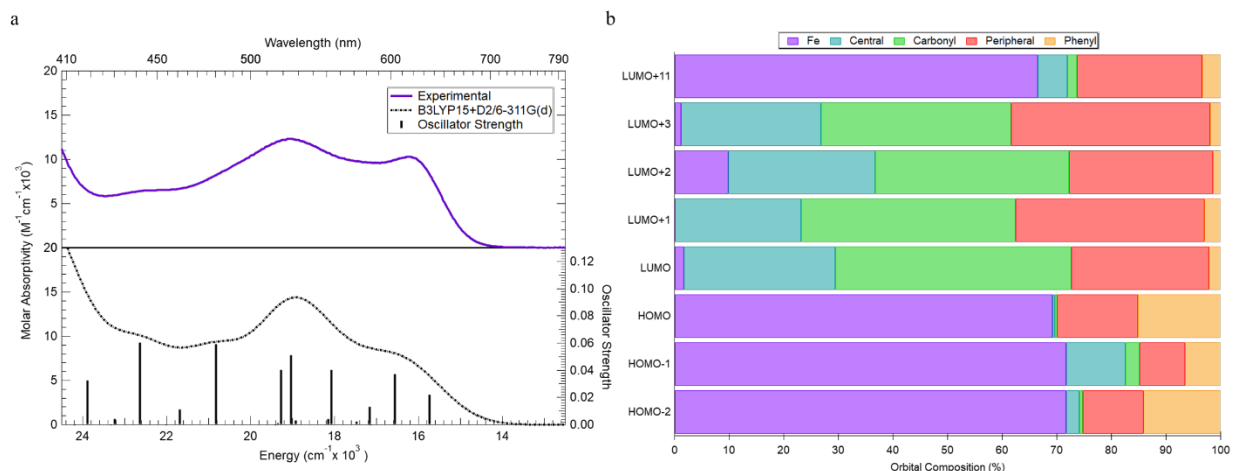 a
Wavelength (nm)
410
460
500
600
700
790
20
15
10
5
0
Experimental
B3LYP15+D2/6-311G(d)
Oscillator Strength
Molar Absorptivity (M⁻¹ cm⁻¹ x10³)
20
15
10
5
0
0.12
0.10
0.08
0.06
0.04
0.02
0.00
Oscillator Strength
24
22
20
18
16
14
Energy (cm⁻¹ x 10³)
b
Fe Central Carbonyl Peripheral Phenyl
LUMO+11
LUMO+3
LUMO+2
LUMO+1
LUMO
HOMO
HOMO-1
HOMO-2
0 10 20 30 40 50 60 70 80 90 100
Orbital Composition (%)